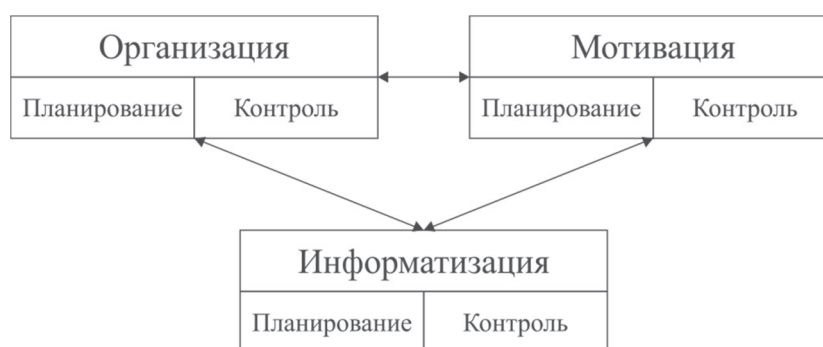 Организация
Мотивация
Планирование
Контроль
Планирование
Контроль
Информатизация
Планирование
Контроль